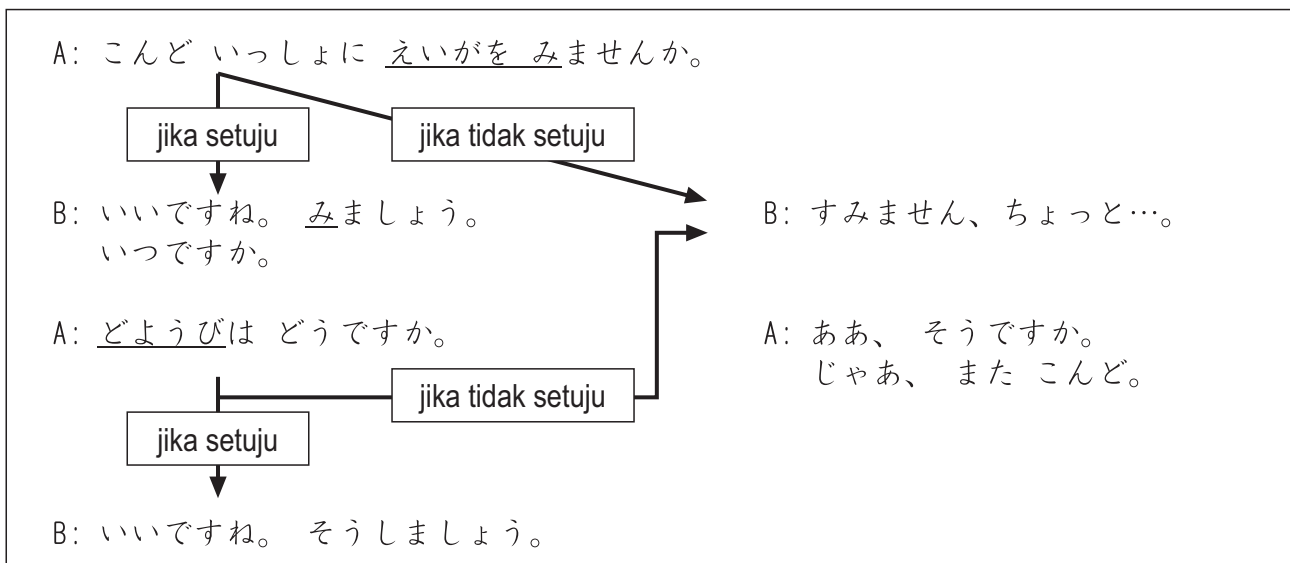 A: こんど いっしょに えいがを みませんか。
jika setuju
jika tidak setuju
B: いいですね。 みましょう。
いつですか。
B: すみません、ちょっと…。
A: どようびは どうですか。
A: ああ、 そうですか。
じゃあ、 また こんど。
jika tidak setuju
jika setuju
B: いいですね。 そうしましょう。